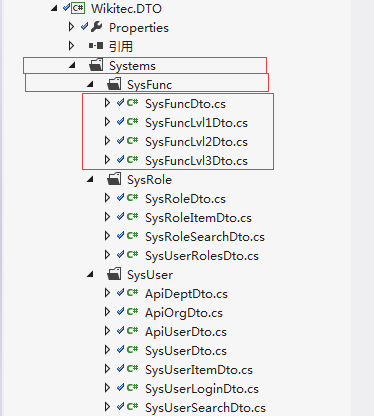 Wikitec.DTO
Properties
引用
Systems
SysFunc
SysFuncDto.cs
SysFuncLvl1Dto.cs
SysFuncLvl2Dto.cs
SysFuncLvl3Dto.cs
SysRole
SysRoleDto.cs
SysRoleItemDto.cs
SysRoleSearchDto.cs
SysUserRolesDto.cs
SysUser
ApiDeptDto.cs
ApiOrgDto.cs
ApiUserDto.cs
SysUserDto.cs
SysUserItemDto.cs
SysUserLoginDto.cs
SysUserSearchDto.cs